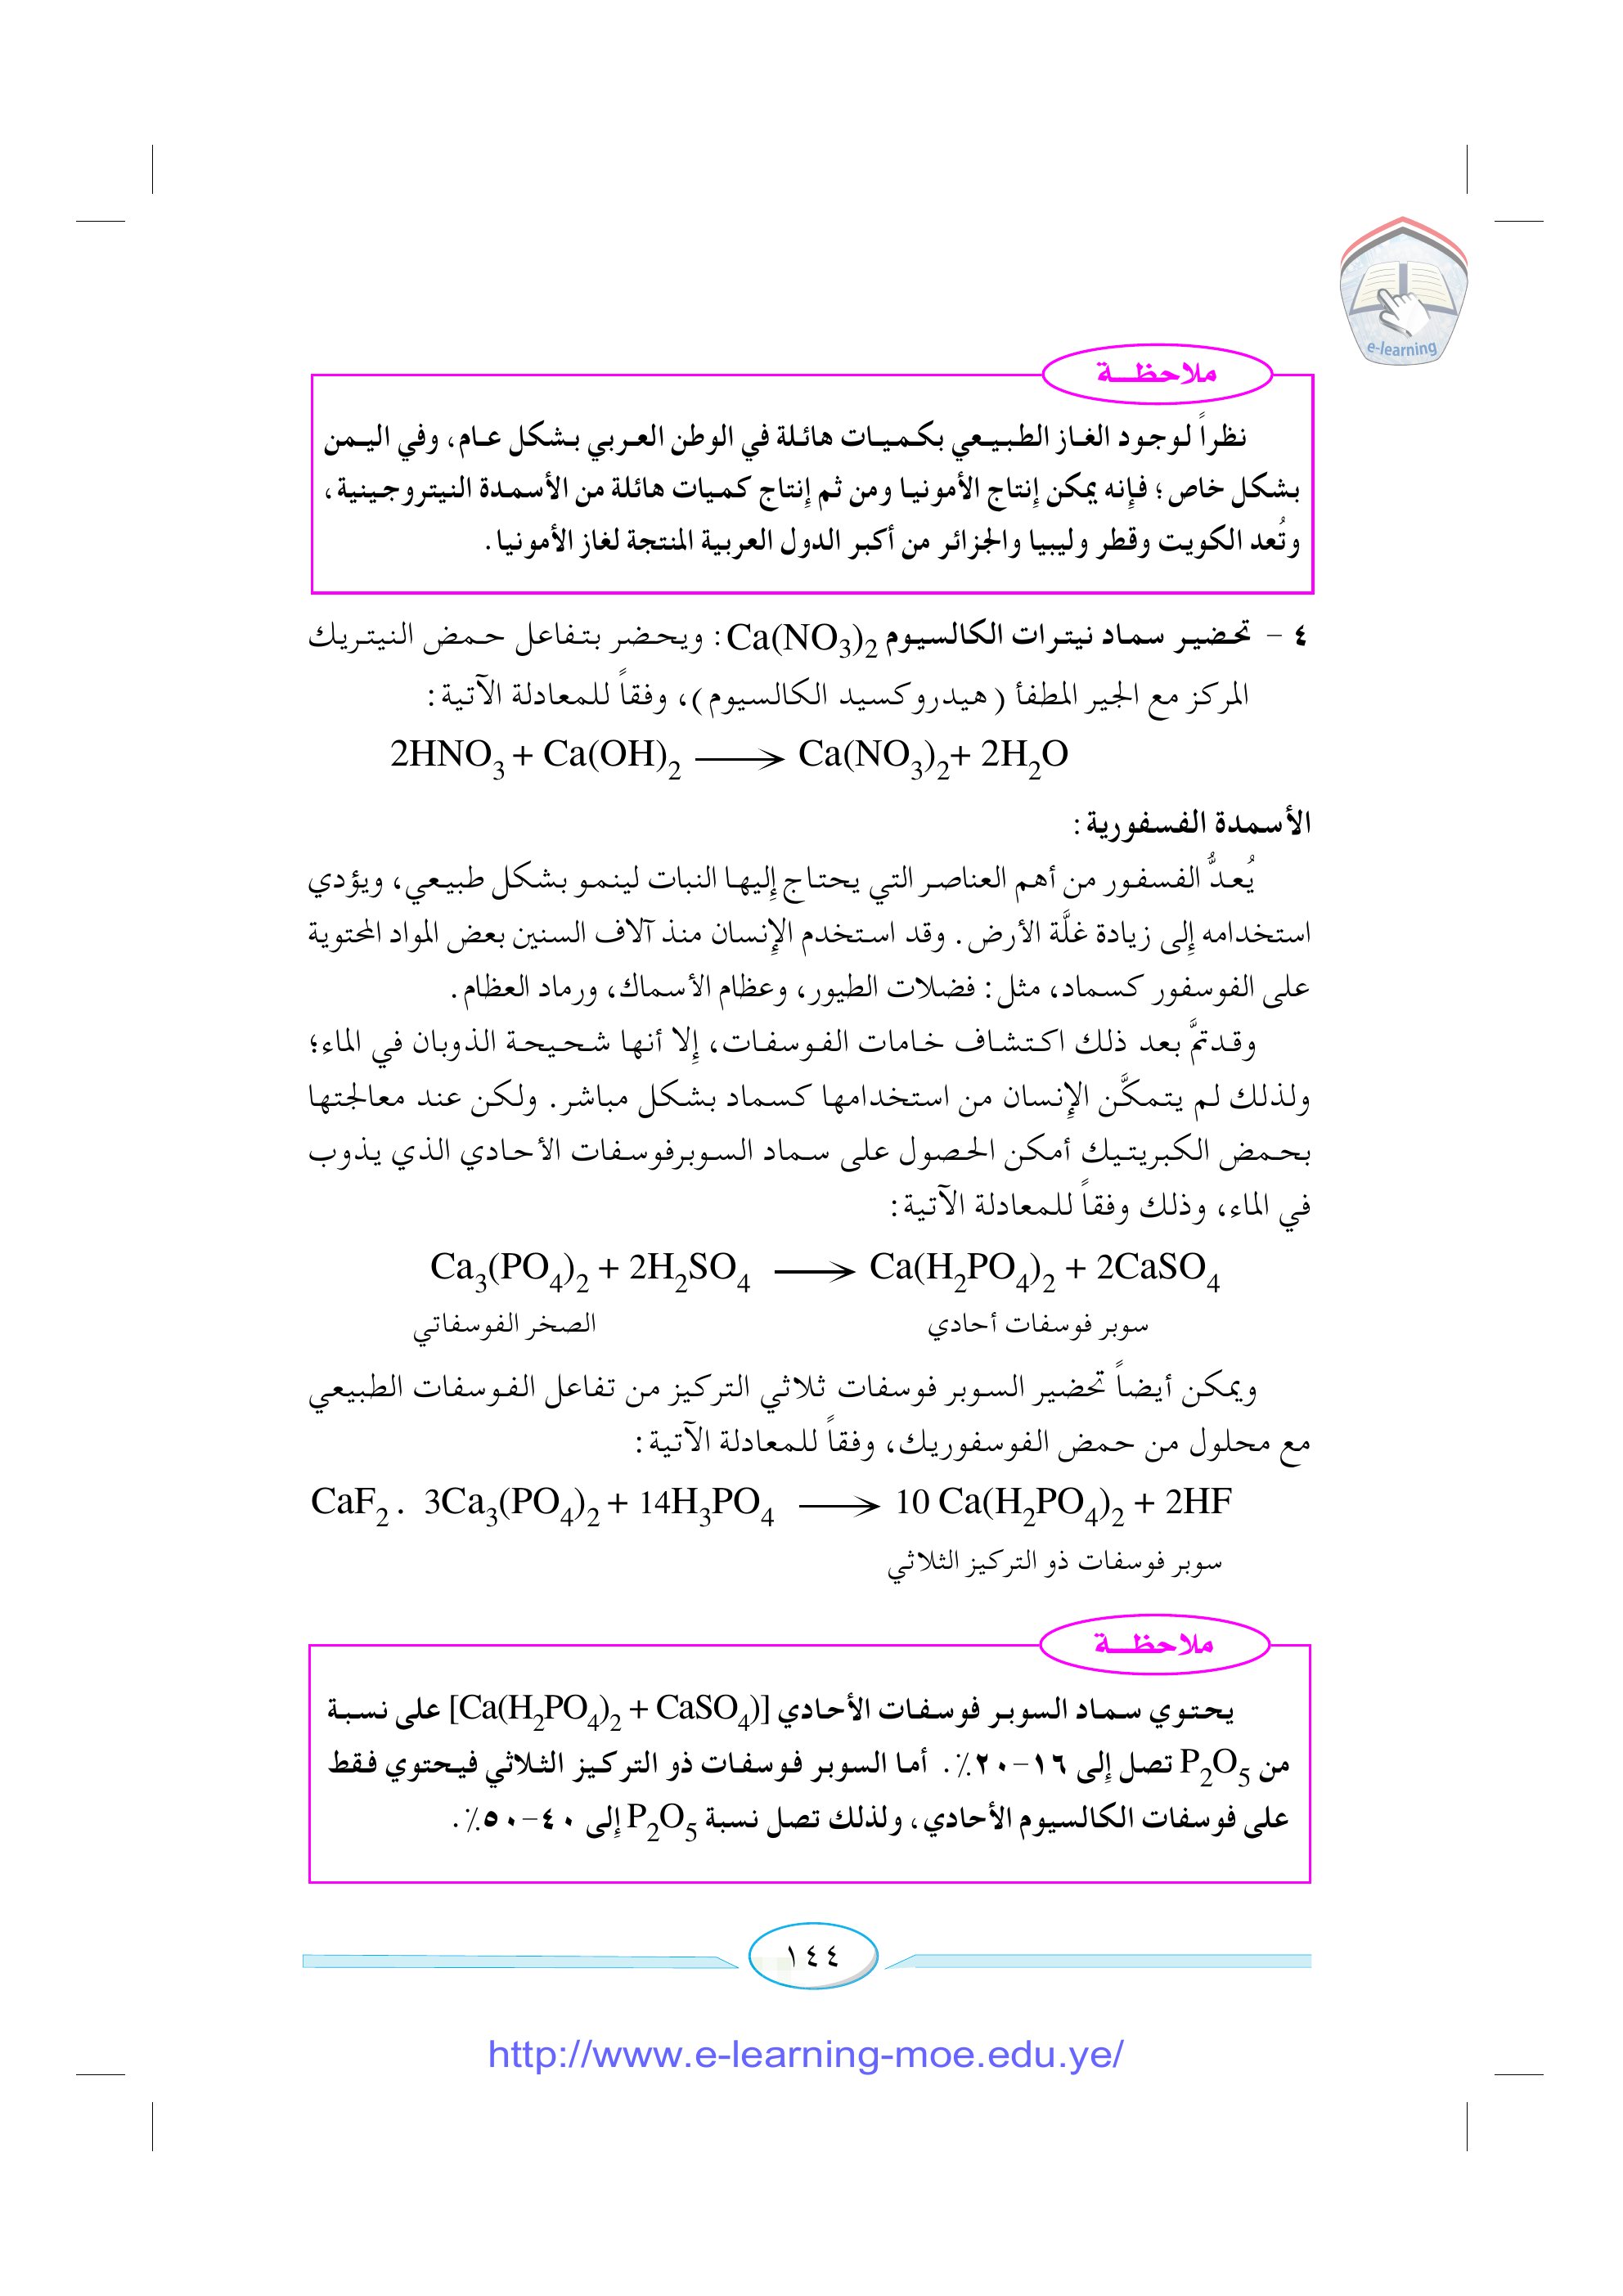 e-learning
ملاحظة
نظراً لوجود الغاز الطبيعي بكميات هائلة في الوطن العربي بشكل عام، وفي اليمن
بشكل خاص؛ فإنه يمكن إنتاج الأمونيا ومن ثم إنتاج كميات هائلة من الأسمدة النيتروجينية،
وتُعد الكويت وقطر وليبيا والجزائر من أكبر الدول العربية المنتجة لغاز الأمونيا.
٤ - تحضير سماد نيترات الكالسيوم Ca(NO₃)₂: ويحضر بتفاعل حمض النيتريك
المركز مع الجير المطفأ (هيدروكسيد الكالسيوم)، وفقاً للمعادلة الآتية:
2HNO₃ + Ca(OH)₂ ⟶ Ca(NO₃)₂+ 2H₂O
الأسمدة الفسفورية:
يُعدُّ الفسفور من أهم العناصر التي يحتاج إليها النبات لينمو بشكل طبيعي، ويؤدي
استخدامه إلى زيادة غلَّة الأرض. وقد استخدم الإنسان منذ آلاف السنين بعض المواد المحتوية
على الفوسفور كسماد، مثل: فضلات الطيور، وعظام الأسماك، ورماد العظام.
وقدتمَّ بعد ذلك اكتشاف خامات الفوسفات، إلا أنها شحيحة الذوبان في الماء؛
ولذلك لم يتمكَّن الإنسان من استخدامها كسماد بشكل مباشر. ولكن عند معالجتها
بحمض الكبريتيك أمكن الحصول على سماد السوبرفوسفات الأحادي الذي يذوب
في الماء، وذلك وفقاً للمعادلة الآتية:
Ca₃(PO₄)₂ + 2H₂SO₄ ⟶ Ca(H₂PO₄)₂ + 2CaSO₄
الصخر الفوسفاتي سوبر فوسفات أحادي
ويمكن أيضاً تحضير السوبر فوسفات ثلاثي التركيز من تفاعل الفوسفات الطبيعي
مع محلول من حمض الفوسفوريك، وفقاً للمعادلة الآتية:
CaF₂ . 3Ca₃(PO₄)₂ + 14H₃PO₄ ⟶ 10 Ca(H₂PO₄)₂ + 2HF
سوبر فوسفات ذو التركيز الثلاثي
ملاحظة
يحتوي سماد السوبر فوسفات الأحادي [Ca(H₂PO₄)₂ + CaSO₄)] على نسبة
من P₂O₅ تصل إلى ١٦-٢٠٪. أما السوبر فوسفات ذو التركيز الثلاثي فيحتوي فقط
على فوسفات الكالسيوم الأحادي، ولذلك تصل نسبة P₂O₅ إلى ٤٠-٥٠٪.
١٤٤
http://www.e-learning-moe.edu.ye/